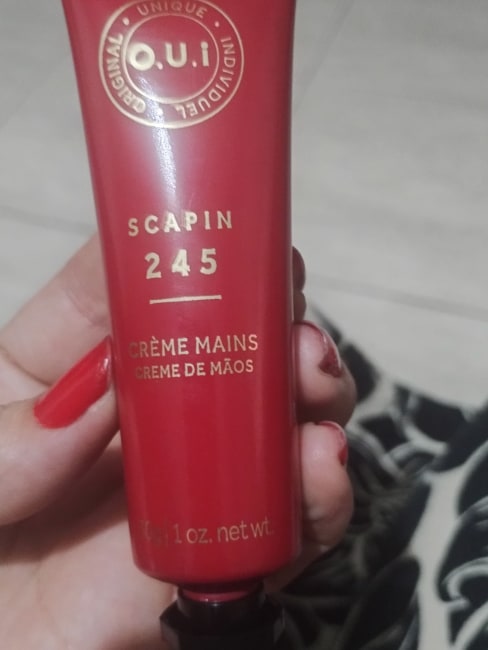 ORIGINAL • UNIQUE • INDIVIDUEL •
O.U.i
SCAPIN
245
CRÈME MAINS
CREME DE MÃOS
1 oz. net wt.